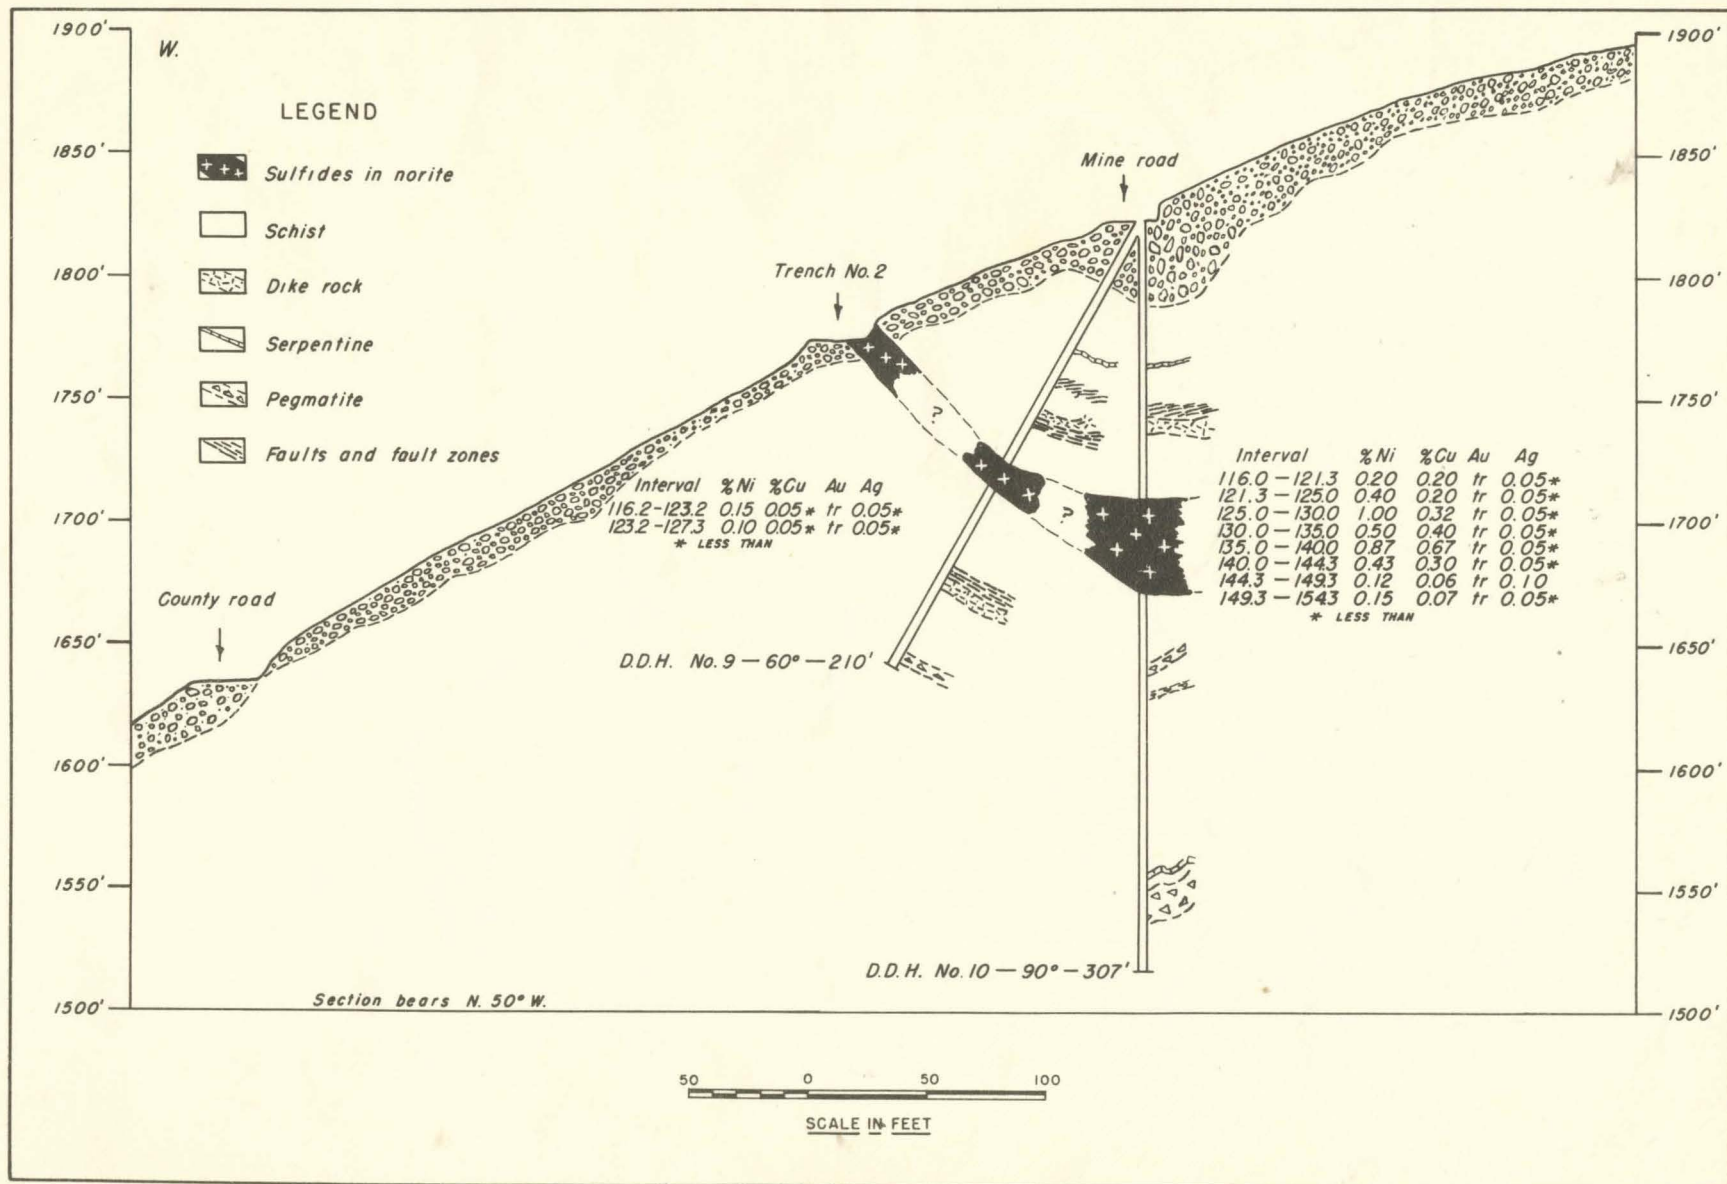 1900'
1850'
1800'
1750'
1700'
1650'
1600'
1550'
1500'
W.
LEGEND
Sulfides in norite
Schist
Dike rock
Serpentine
Pegmatite
Faults and fault zones
County road
Trench No. 2
Mine road
?
?
Interval %Ni %Cu Au Ag
116.2-123.2 0.15 0.05* tr 0.05*
123.2-127.3 0.10 0.05* tr 0.05*
* LESS THAN
Interval %Ni %Cu Au Ag
116.0-121.3 0.20 0.20 tr 0.05*
121.3-125.0 0.40 0.20 tr 0.05*
125.0-130.0 1.00 0.32 tr 0.05*
130.0-135.0 0.50 0.40 tr 0.05*
135.0-140.0 0.87 0.67 tr 0.05*
140.0-144.3 0.43 0.30 tr 0.05*
144.3-149.3 0.12 0.06 tr 0.10
149.3-154.3 0.15 0.07 tr 0.05*
* LESS THAN
D.D.H. No. 9-60°-210'
D.D.H. No. 10-90°-307'
Section bears N. 50° W.
1900'
1850'
1800'
1750'
1700'
1650'
1600'
1550'
1500'
50 0 50 100
SCALE IN FEET